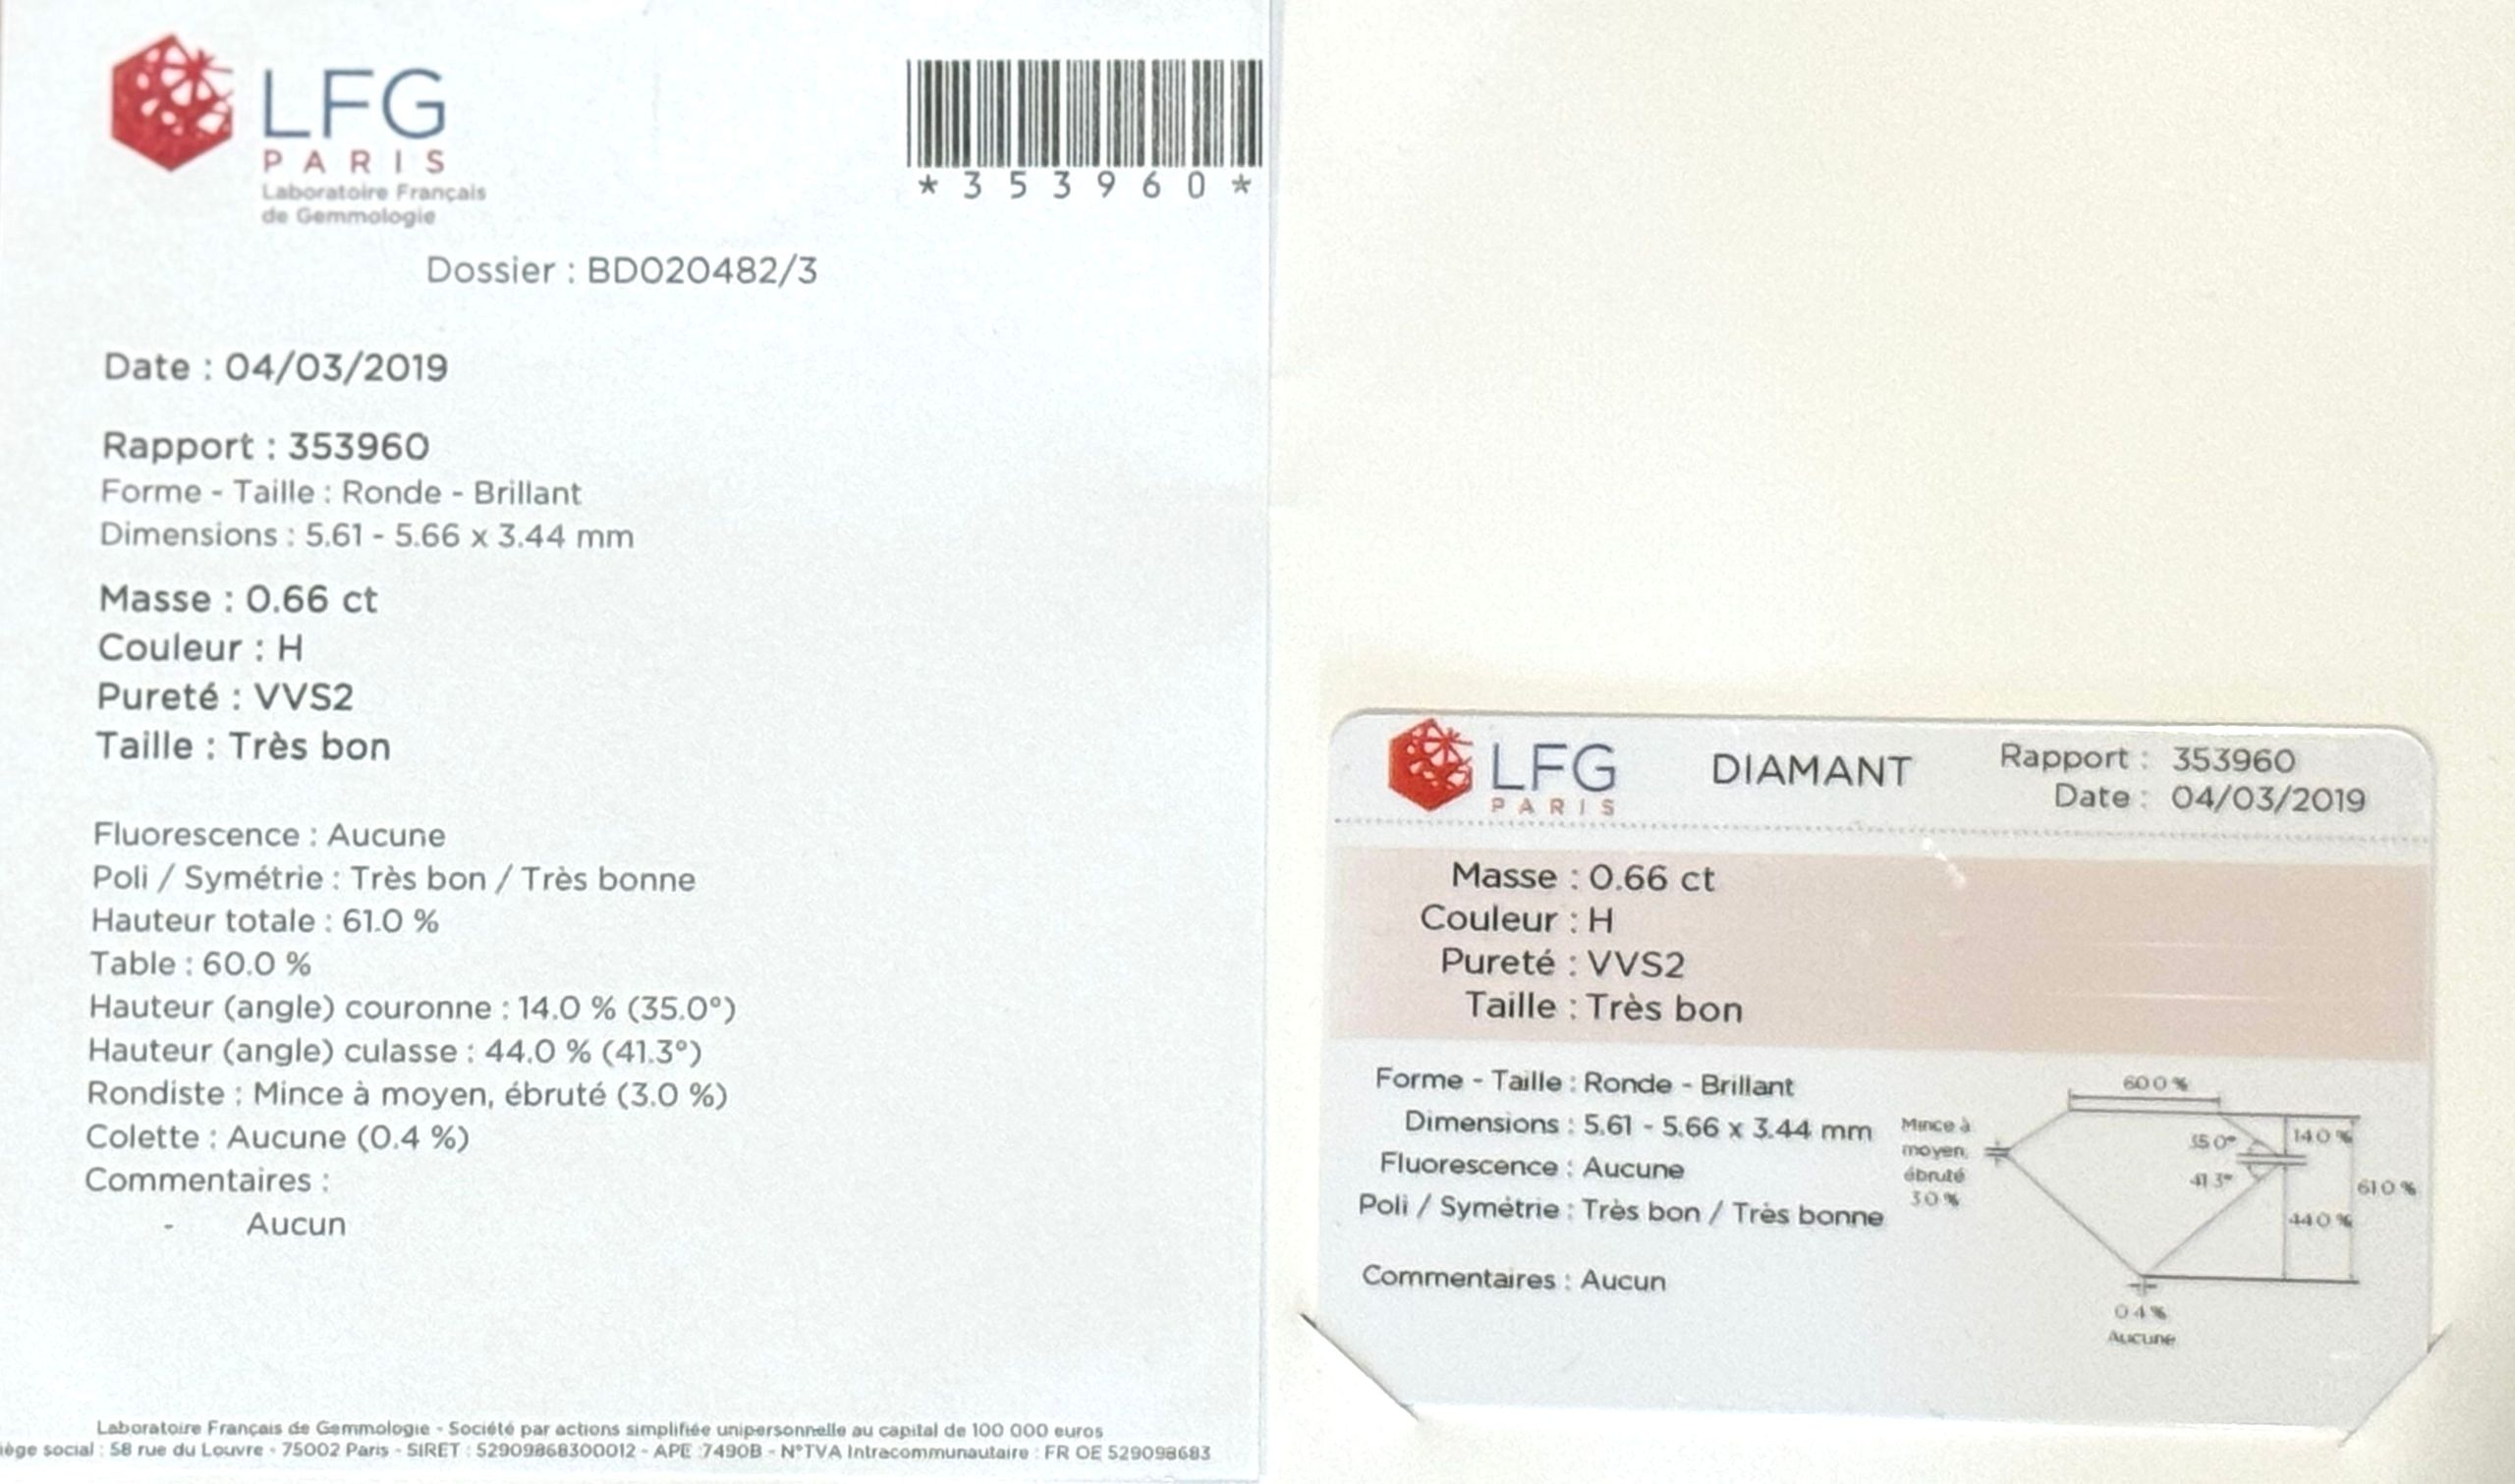 LFG
PARIS
Laboratoire Français
de Gemmologie
*353960*
Dossier : BD020482/3
Date : 04/03/2019
Rapport : 353960
Forme - Taille : Ronde - Brillant
Dimensions : 5.61 - 5.66 x 3.44 mm
Masse : 0.66 ct
Couleur : H
Pureté : VVS2
Taille : Très bon
Fluorescence : Aucune
Poli / Symétrie : Très bon / Très bonne
Hauteur totale : 61.0 %
Table : 60.0 %
Hauteur (angle) couronne : 14.0 % (35.0°)
Hauteur (angle) culasse : 44.0 % (41.3°)
Rondiste : Mince à moyen, ébruté (3.0 %)
Colette : Aucune (0.4 %)
Commentaires :
- Aucun
Laboratoire Français de Gemmologie - Société par actions simplifiée unipersonnelle au capital de 100 000 euros
social : 58 rue du Louvre - 75002 Paris - SIRET : 52909868300012 - APE :7490B - N°TVA Intracommunautaire : FR OE 529098683
LFG
PARIS
DIAMANT
Rapport : 353960
Date : 04/03/2019
Masse : 0.66 ct
Couleur : H
Pureté : VVS2
Taille : Très bon
Forme - Taille : Ronde - Brillant
Dimensions : 5.61 - 5.66 x 3.44 mm
Fluorescence : Aucune
Poli / Symétrie : Très bon / Très bonne
Commentaires : Aucun
60.0 %
Mince à
moyen,
ébruté
3.0 %
35.0°
14.0 %
41.3°
61.0 %
44.0 %
0.4 %
Aucune